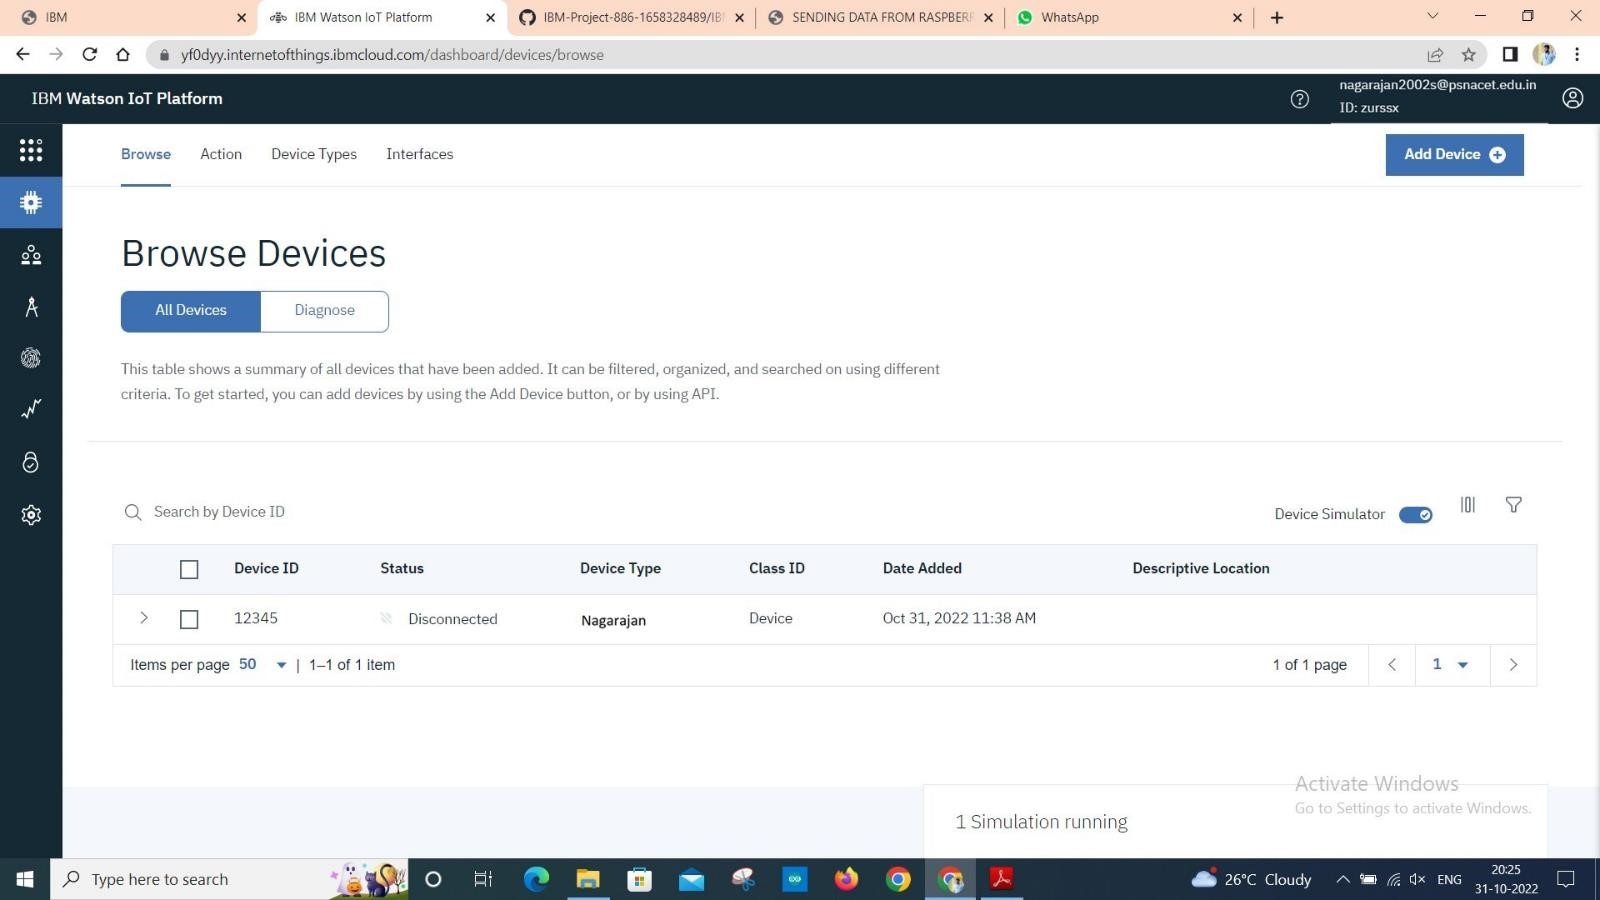 IBM
IBM Watson IoT Platform
IBM-Project-886-1658328489/IB
SENDING DATA FROM RASPBERR
WhatsApp
yf0dyy.internetofthings.ibmcloud.com/dashboard/devices/browse
IBM Watson IoT Platform
nagarajan2002s@psnacet.edu.in
ID: zurssx
Browse
Action
Device Types
Interfaces
Add Device
Browse Devices
All Devices
Diagnose
This table shows a summary of all devices that have been added. It can be filtered, organized, and searched on using different
criteria. To get started, you can add devices by using the Add Device button, or by using API.
Search by Device ID
Device Simulator
Device ID Status Device Type Class ID Date Added Descriptive Location
12345 Disconnected Nagarajan Device Oct 31, 2022 11:38 AM
Items per page 50 | 1–1 of 1 item
1 of 1 page
1
Activate Windows
Go to Settings to activate Windows.
1 Simulation running
Type here to search
26°C Cloudy
ENG
20:25
31-10-2022